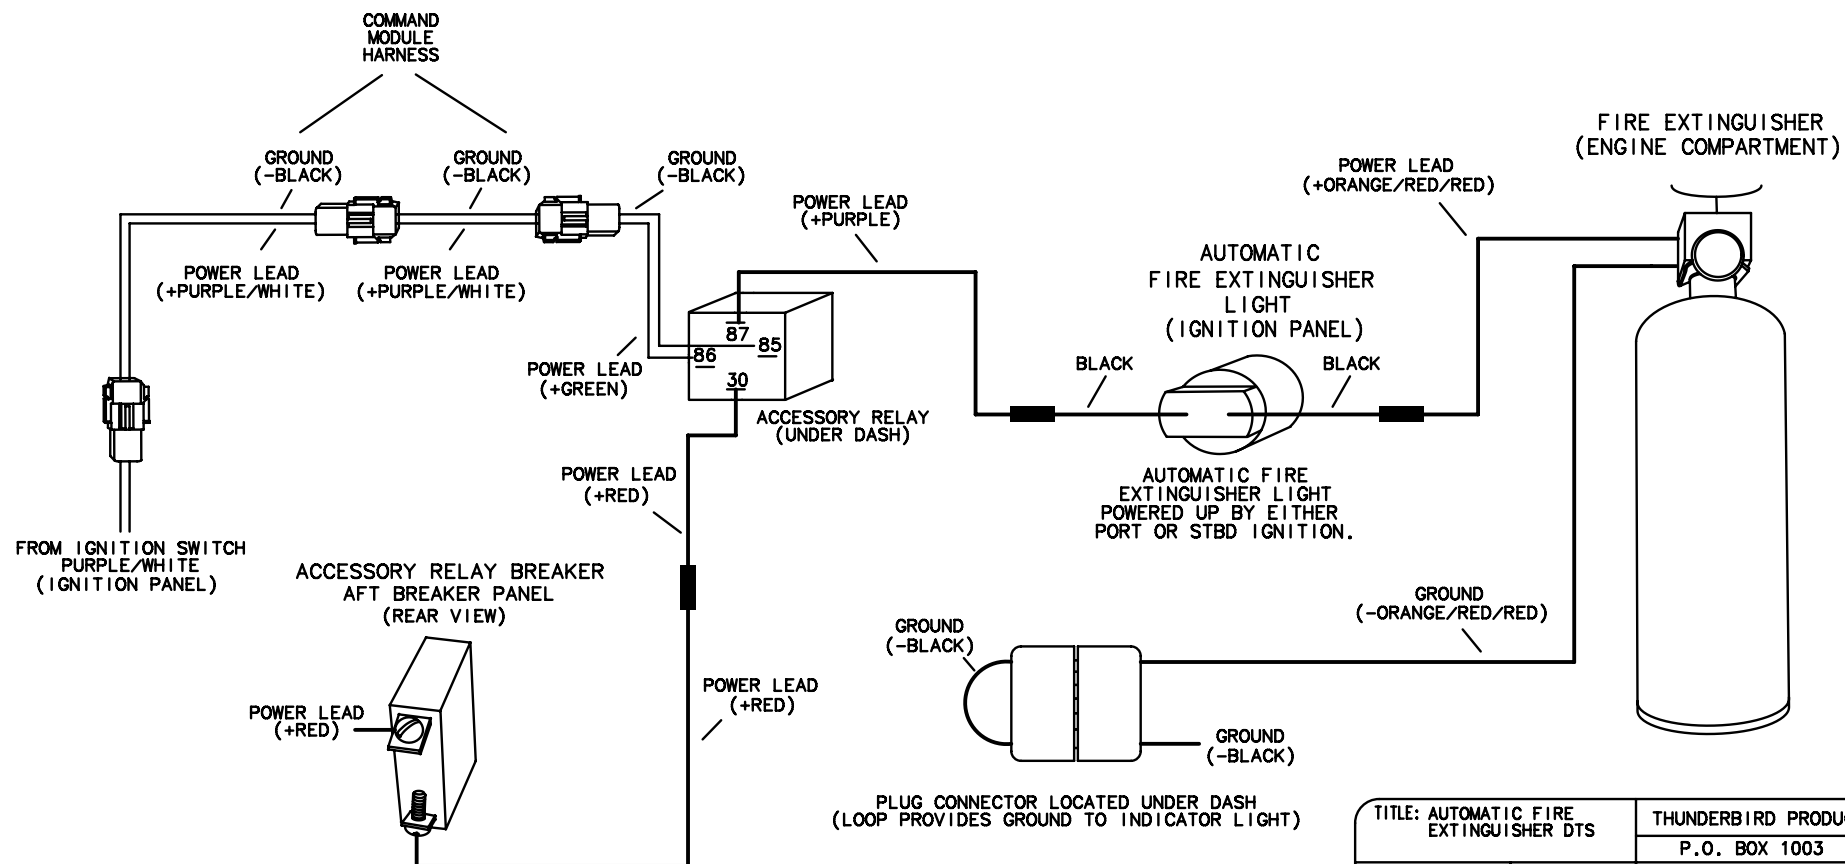 COMMAND
MODULE
HARNESS
GROUND
(-BLACK)
GROUND
(-BLACK)
GROUND
(-BLACK)
POWER LEAD
(+PURPLE/WHITE)
POWER LEAD
(+PURPLE/WHITE)
POWER LEAD
(+PURPLE)
POWER LEAD
(+ORANGE/RED/RED)
FIRE EXTINGUISHER
(ENGINE COMPARTMENT)
AUTOMATIC
FIRE EXTINGUISHER
LIGHT
(IGNITION PANEL)
87
85
86
30
POWER LEAD
(+GREEN)
BLACK
BLACK
ACCESSORY RELAY
(UNDER DASH)
POWER LEAD
(+RED)
AUTOMATIC FIRE
EXTINGUISHER LIGHT
POWERED UP BY EITHER
PORT OR STBD IGNITION.
FROM IGNITION SWITCH
PURPLE/WHITE
(IGNITION PANEL)
ACCESSORY RELAY BREAKER
AFT BREAKER PANEL
(REAR VIEW)
GROUND
(-ORANGE/RED/RED)
GROUND
(-BLACK)
POWER LEAD
(+RED)
POWER LEAD
(+RED)
GROUND
(-BLACK)
PLUG CONNECTOR LOCATED UNDER DASH
(LOOP PROVIDES GROUND TO INDICATOR LIGHT)
TITLE: AUTOMATIC FIRE
EXTINGUISHER DTS
THUNDERBIRD
P.O. BOX 1003